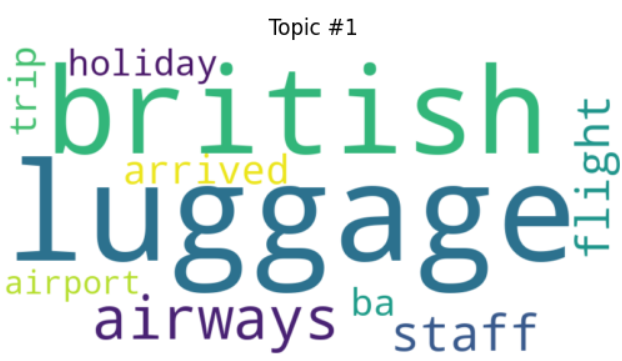 Topic #1
holiday
trip
british
flight
arrived
luggage
airport
airways
ba
staff